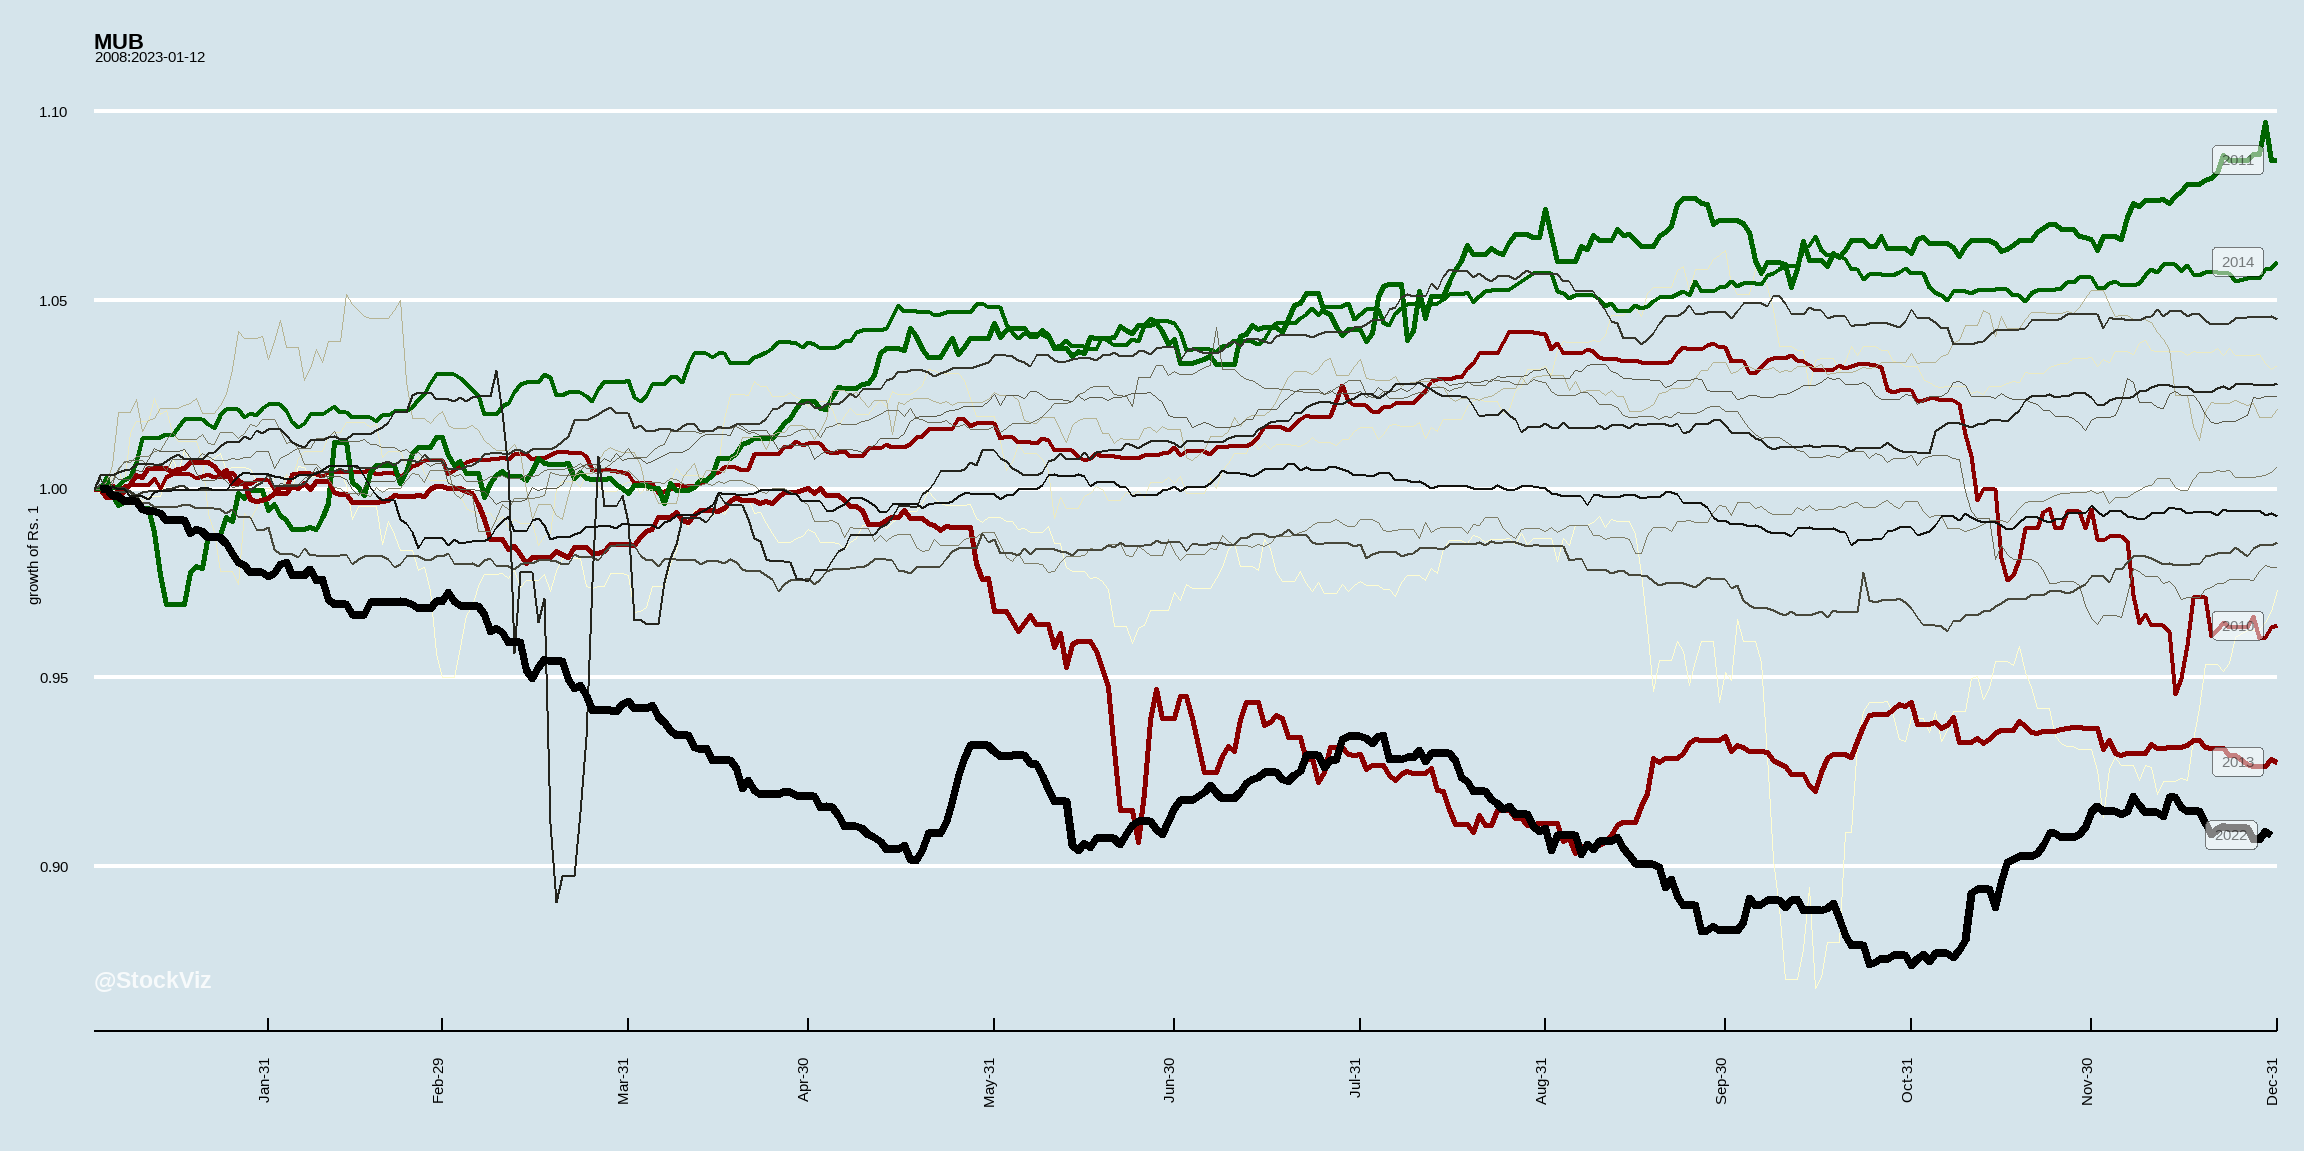 MUB
2008:2023-01-12
1.10
1.05
1.00
0.95
0.90
growth of Rs. 1
2011
2014
2010
2013
2022
@StockViz
Jan-31
Feb-29
Mar-31
Apr-30
May-31
Jun-30
Jul-31
Aug-31
Sep-30
Oct-31
Nov-30
Dec-31